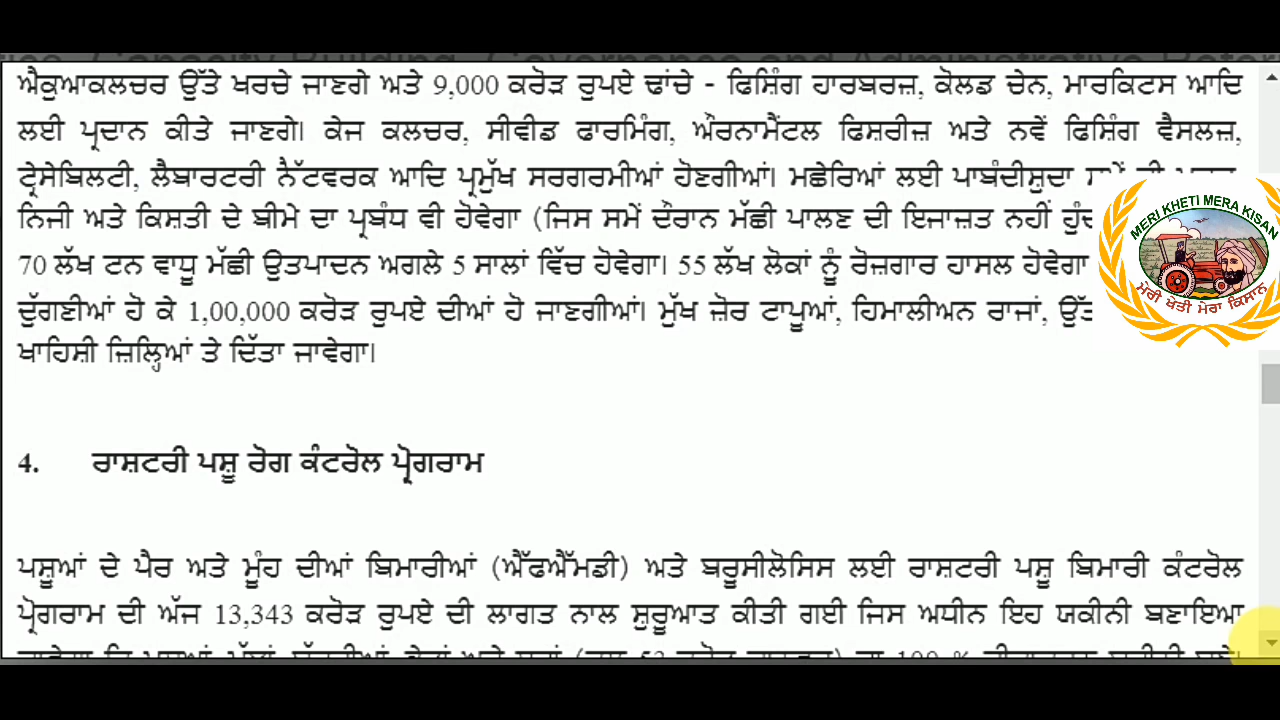 ਐਕੁਆਕਲਚਰ ਉੱਤੇ ਖਰਚੇ ਜਾਣਗੇ ਅਤੇ 9,000 ਕਰੋੜ ਰੁਪਏ ਢਾਂਚੇ - ਫਿਸ਼ਿੰਗ ਹਾਰਬਰਜ਼, ਕੋਲਡ ਚੇਨ, ਮਾਰਕਿਟਸ ਆਦਿ
ਲਈ ਪ੍ਰਦਾਨ ਕੀਤੇ ਜਾਣਗੇ। ਕੇਜ ਕਲਚਰ, ਸੀਵੀਡ ਫਾਰਮਿੰਗ, ਔਰਨਾਮੈਂਟਲ ਫਿਸ਼ਰੀਜ਼ ਅਤੇ ਨਵੇਂ ਫਿਸ਼ਿੰਗ ਵੈਸਲਜ਼,
ਟ੍ਰੇਸੇਬਿਲਟੀ, ਲੈਬਾਰਟਰੀ ਨੈੱਟਵਰਕ ਆਦਿ ਪ੍ਰਮੁੱਖ ਸਰਗਰਮੀਆਂ ਹੋਣਗੀਆਂ। ਮਛੇਰਿਆਂ ਲਈ ਪਾਬੰਦੀਸ਼ੁਦਾ
ਨਿਜੀ ਅਤੇ ਕਿਸ਼ਤੀ ਦੇ ਬੀਮੇ ਦਾ ਪ੍ਰਬੰਧ ਵੀ ਹੋਵੇਗਾ (ਜਿਸ ਸਮੇਂ ਦੌਰਾਨ ਮੱਛੀ ਪਾਲਣ ਦੀ ਇਜਾਜ਼ਤ ਨਹੀਂ
70 ਲੱਖ ਟਨ ਵਾਧੂ ਮੱਛੀ ਉਤਪਾਦਨ ਅਗਲੇ 5 ਸਾਲਾਂ ਵਿੱਚ ਹੋਵੇਗਾ। 55 ਲੱਖ ਲੋਕਾਂ ਨੂੰ ਰੋਜ਼ਗਾਰ ਹਾਸਲ ਹੋਵੇਗਾ
ਦੁੱਗਣੀਆਂ ਹੋ ਕੇ 1,00,000 ਕਰੋੜ ਰੁਪਏ ਦੀਆਂ ਹੋ ਜਾਣਗੀਆਂ। ਮੁੱਖ ਜ਼ੋਰ ਟਾਪੂਆਂ, ਹਿਮਾਲੀਅਨ ਰਾਜਾਂ,
ਖਾਹਿਸ਼ੀ ਜ਼ਿਲ੍ਹਿਆਂ ਤੇ ਦਿੱਤਾ ਜਾਵੇਗਾ।
4. ਰਾਸ਼ਟਰੀ ਪਸ਼ੂ ਰੋਗ ਕੰਟਰੋਲ ਪ੍ਰੋਗਰਾਮ
ਪਸ਼ੂਆਂ ਦੇ ਪੈਰ ਅਤੇ ਮੂੰਹ ਦੀਆਂ ਬਿਮਾਰੀਆਂ (ਐੱਫਐੱਮਡੀ) ਅਤੇ ਬਰੂਸੀਲੋਸਿਸ ਲਈ ਰਾਸ਼ਟਰੀ ਪਸ਼ੂ ਬਿਮਾਰੀ ਕੰਟਰੋਲ
ਪ੍ਰੋਗਰਾਮ ਦੀ ਅੱਜ 13,343 ਕਰੋੜ ਰੁਪਏ ਦੀ ਲਾਗਤ ਨਾਲ ਸ਼ੁਰੂਆਤ ਕੀਤੀ ਗਈ ਜਿਸ ਅਧੀਨ ਇਹ ਯਕੀਨੀ ਬਣਾਇਆ
MERI KHETI MERA KISAN
ਮੇਰੀ ਖੇਤੀ ਮੇਰਾ ਕਿਸਾਨ